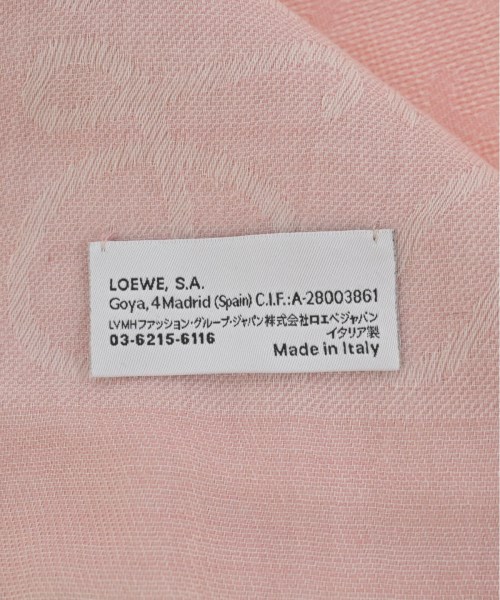 LOEWE, S.A.
Goya, 4 Madrid (Spain) C.I.F.: A-28003861
LVMHファッション・グループ・ジャパン株式会社ロエベジャパン
イタリア製
03-6215-6116
Made in Italy